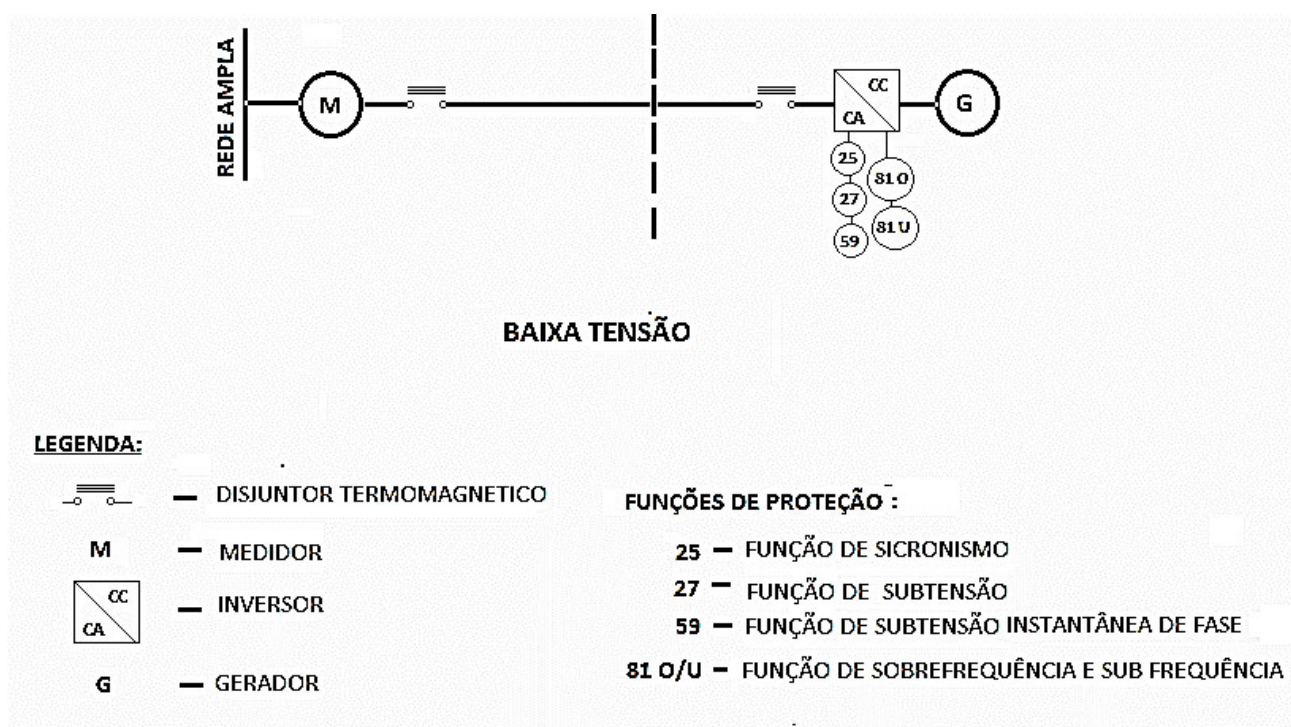 REDE AMPLA
M
CC
CA
G
25
27
59
81 O
81 U
BAIXA TENSÃO
LEGENDA:
— DISJUNTOR TERMOMAGNETICO
M — MEDIDOR
CC
CA
— INVERSOR
G — GERADOR
FUNÇÕES DE PROTEÇÃO :
25 — FUNÇÃO DE SICRONISMO
27 — FUNÇÃO DE SUBTENSÃO
59 — FUNÇÃO DE SUBTENSÃO INSTANTÂNEA DE FASE
81 O/U — FUNÇÃO DE SOBREFREQUÊNCIA E SUB FREQUÊNCIA